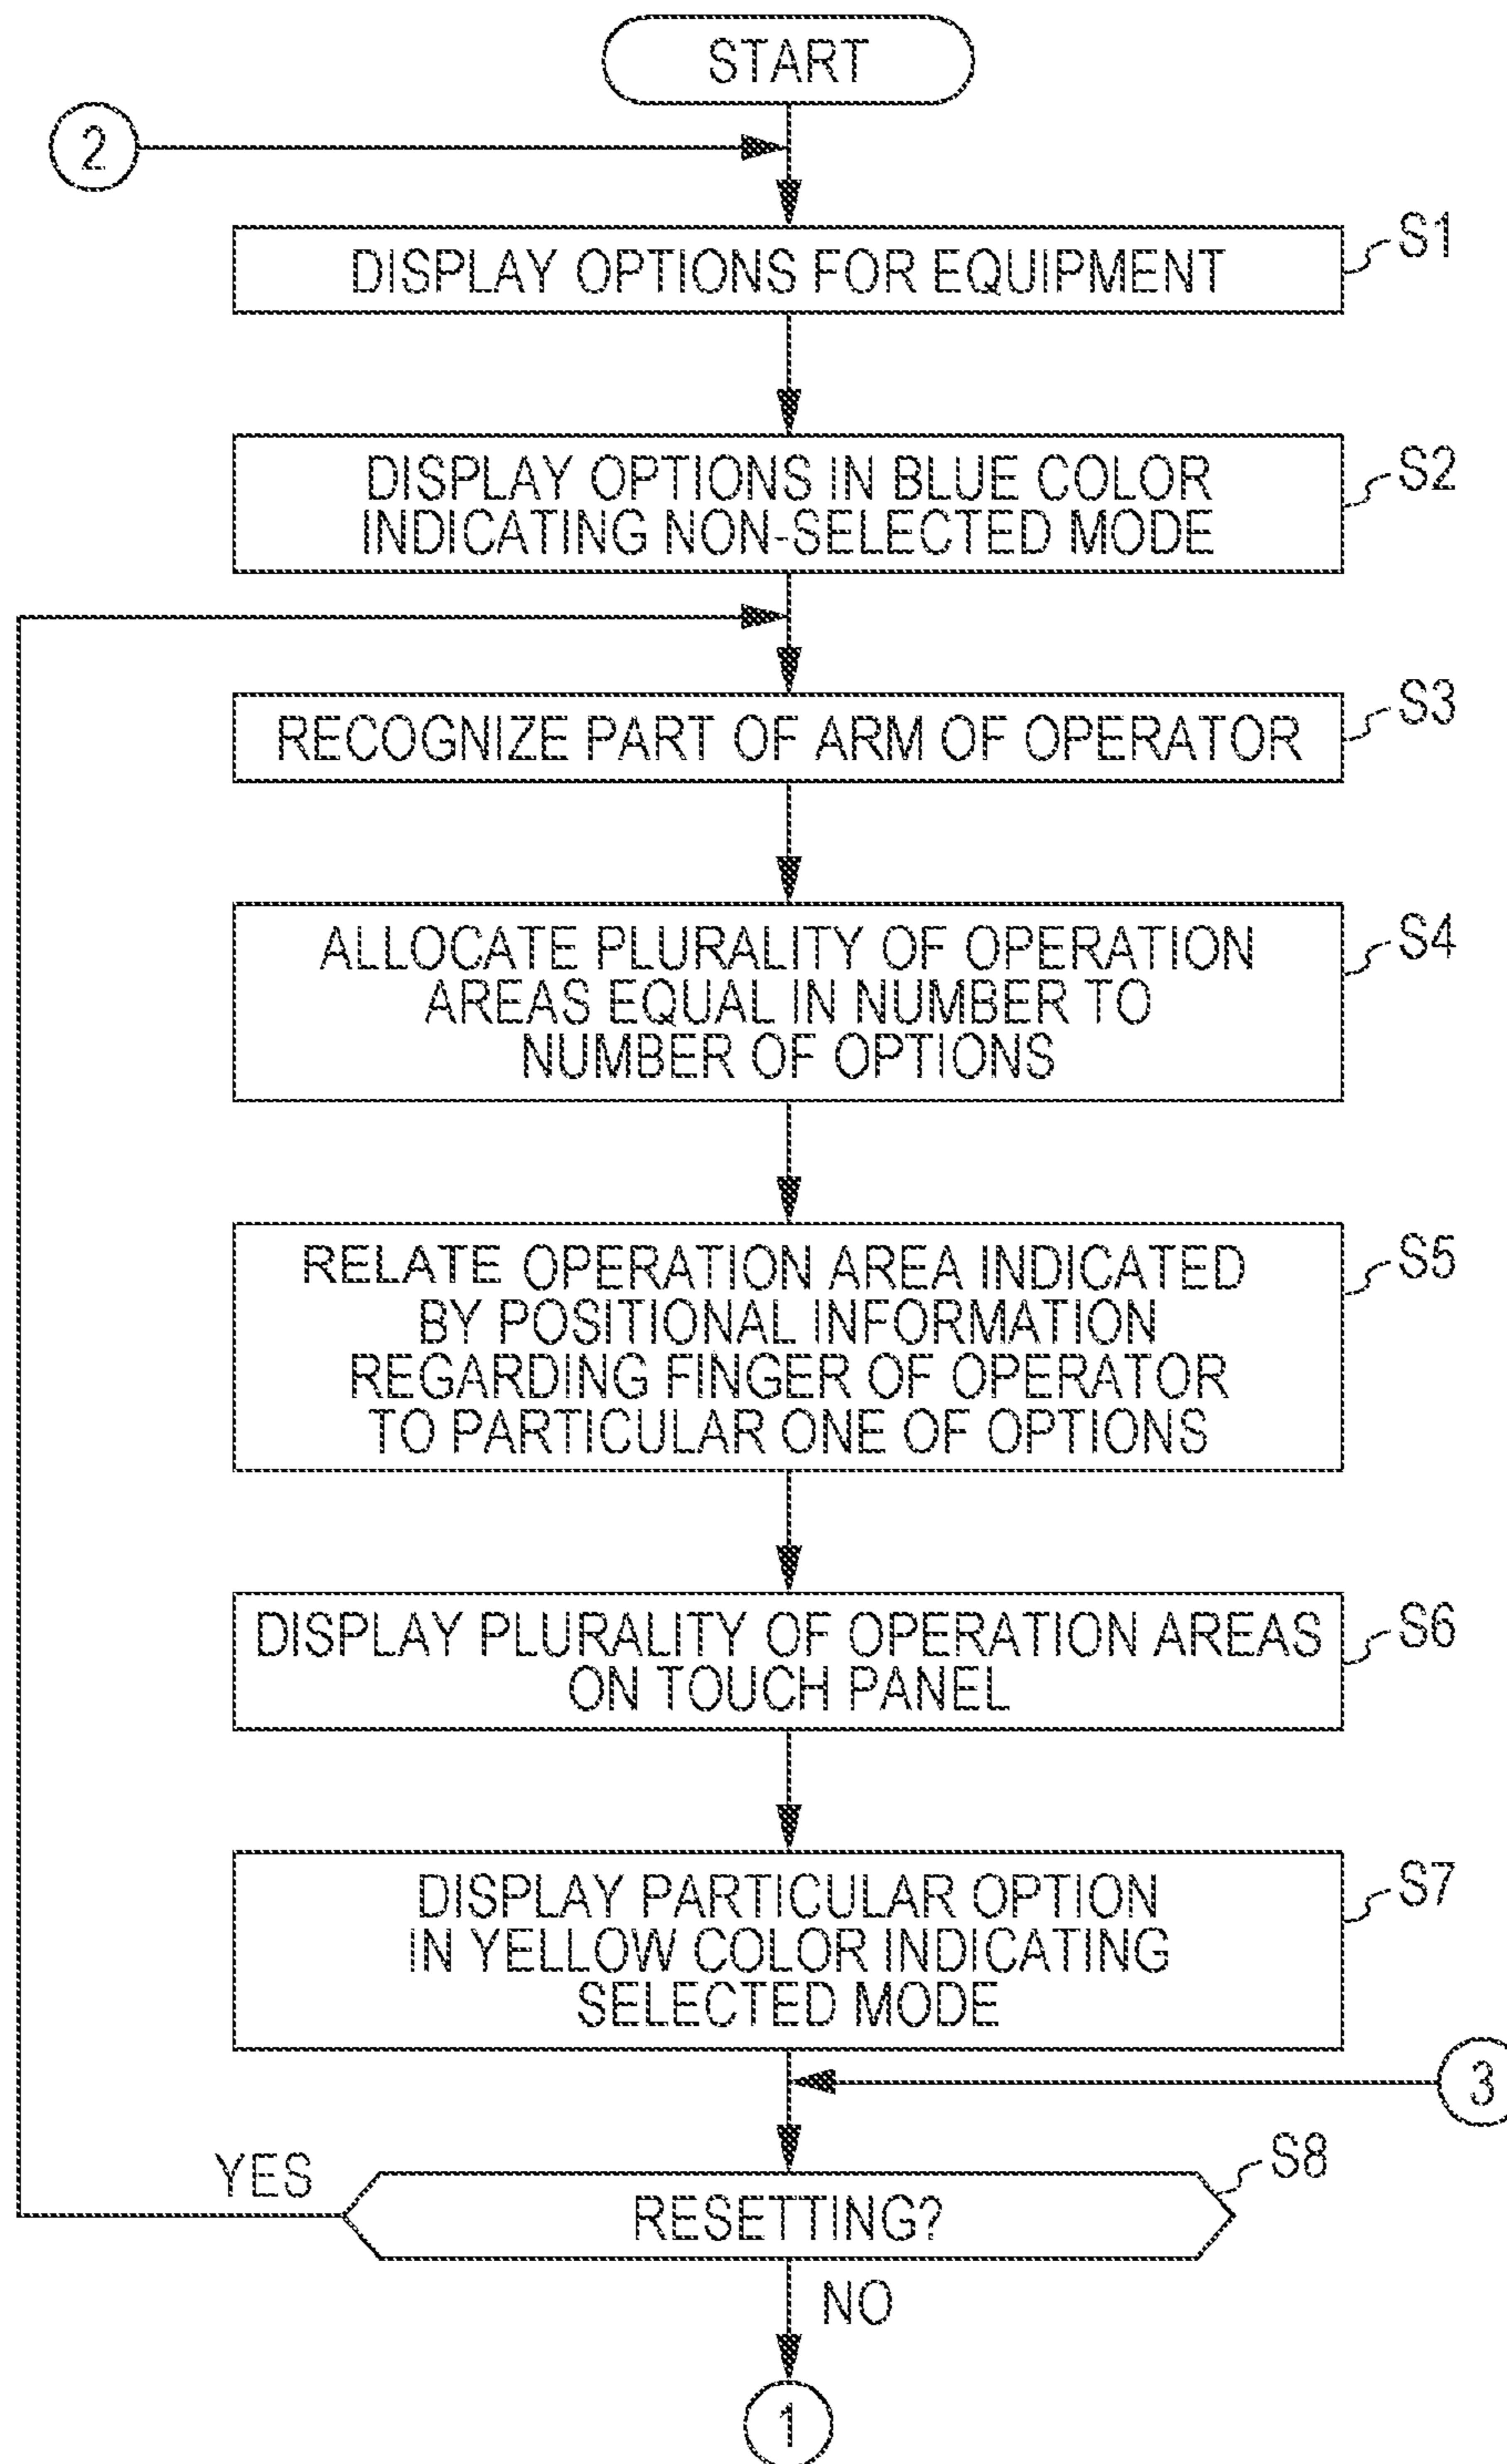 START
2
DISPLAY OPTIONS FOR EQUIPMENT
S1
DISPLAY OPTIONS IN BLUE COLOR
INDICATING NON-SELECTED MODE
S2
RECOGNIZE PART OF ARM OF OPERATOR
S3
ALLOCATE PLURALITY OF OPERATION
AREAS EQUAL IN NUMBER TO
NUMBER OF OPTIONS
S4
RELATE OPERATION AREA INDICATED
BY POSITIONAL INFORMATION
REGARDING FINGER OF OPERATOR
TO PARTICULAR ONE OF OPTIONS
S5
DISPLAY PLURALITY OF OPERATION AREAS
ON TOUCH PANEL
S6
DISPLAY PARTICULAR OPTION
IN YELLOW COLOR INDICATING
SELECTED MODE
S7
3
YES
RESETTING?
S8
NO
1